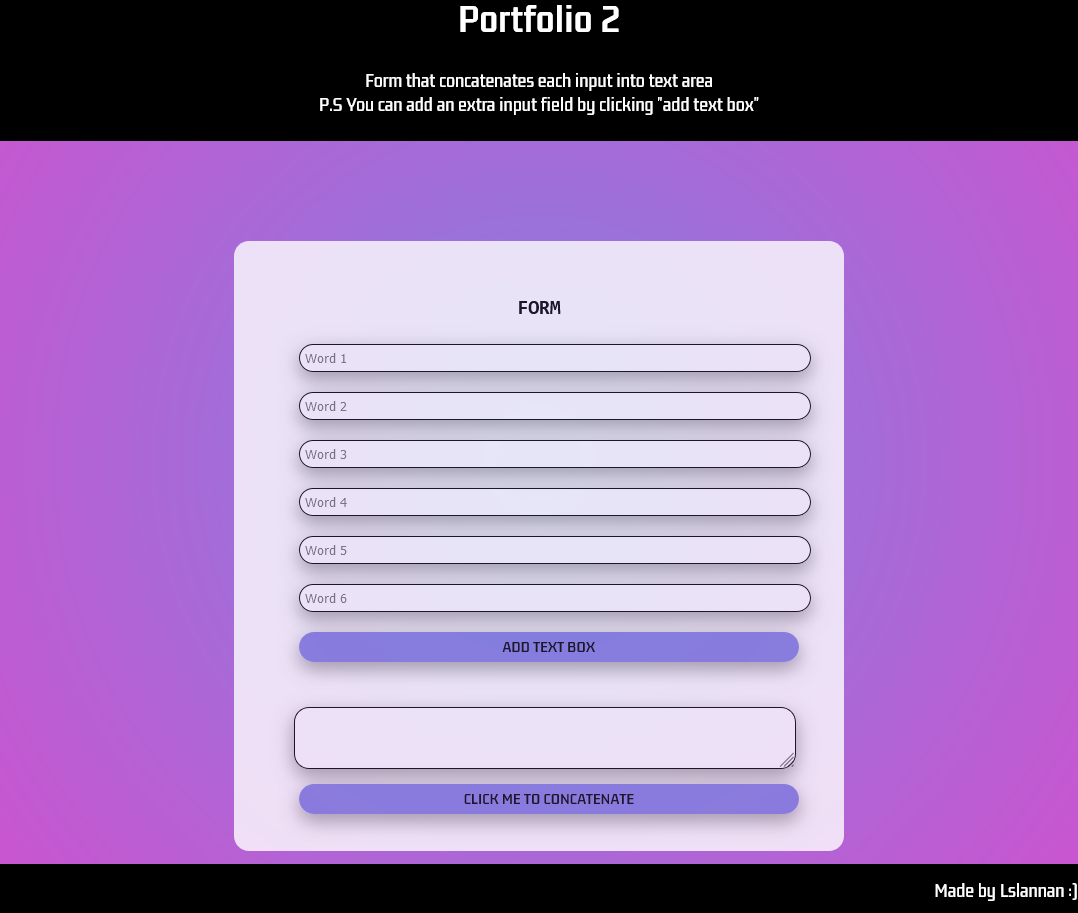 Portfolio 2
Form that concatenates each input into text area
P.S You can add an extra input field by clicking "add text box"
FORM
Word 1
Word 2
Word 3
Word 4
Word 5
Word 6
ADD TEXT BOX
CLICK ME TO CONCATENATE
Made by Lslannan :]